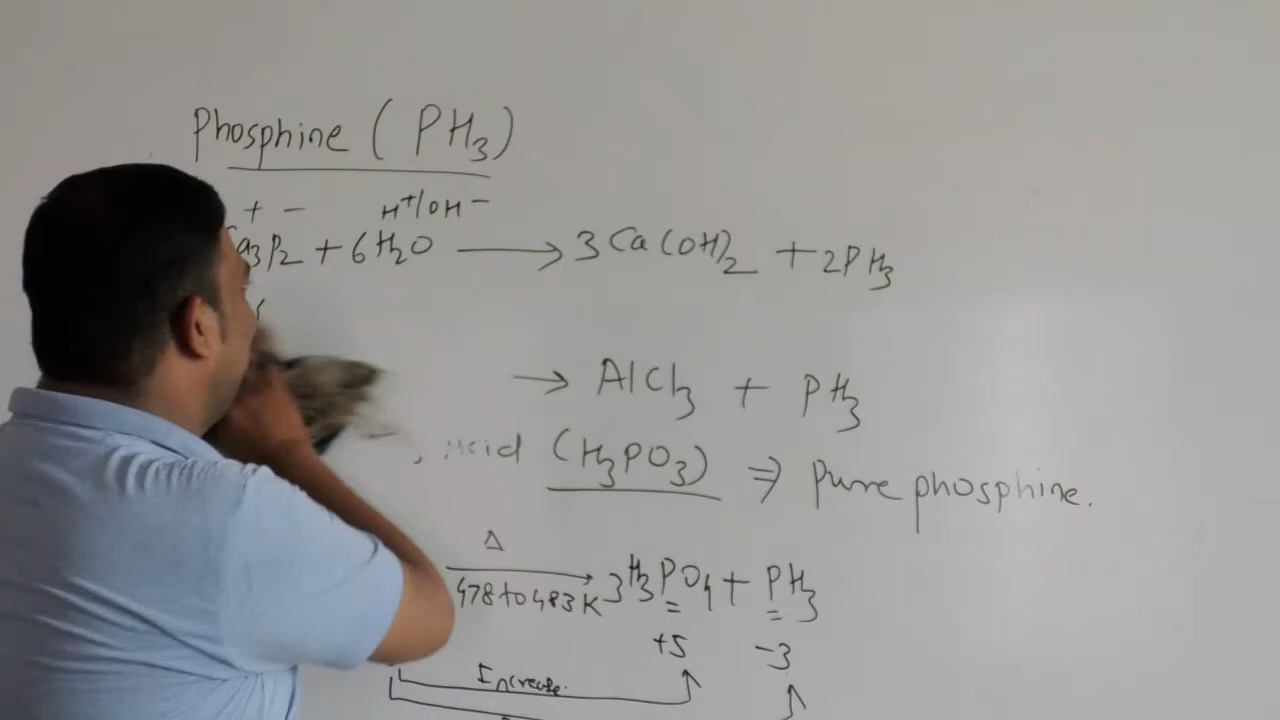 Phosphine ( PH3 )
+ - H+/OH-
a3P2 + 6H2O → 3Ca(OH)2 + 2PH3
→ AlCl3 + PH3
acid (H3PO3) ⇒ Pure phosphine.
Δ
478 to 483K 3H3PO4 + PH3
+5 -3
Increase.